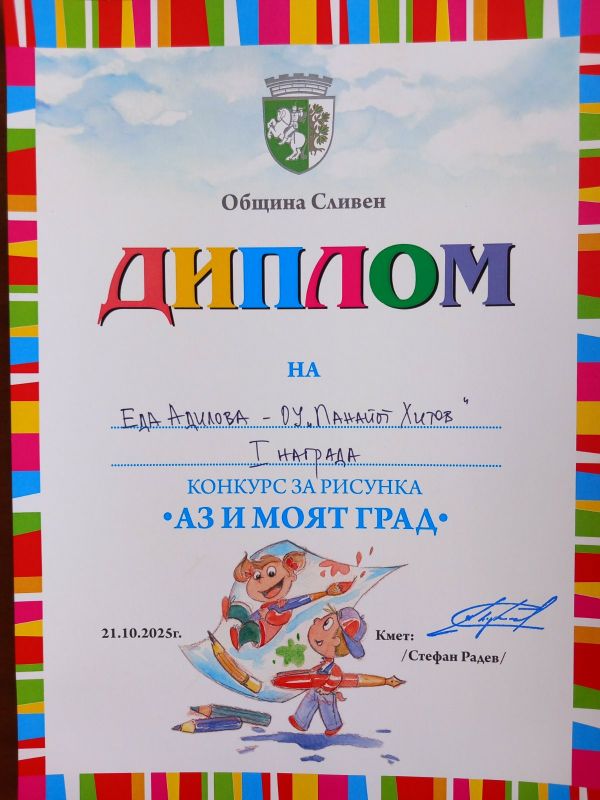 Община Сливен
ДИПЛОМ
НА
Еда Адилова - ОУ „Панайот Хитов"
I награда
КОНКУРС ЗА РИСУНКА
•АЗ И МОЯТ ГРАД•
21.10.2025г.
Кмет:
/Стефан Радев/